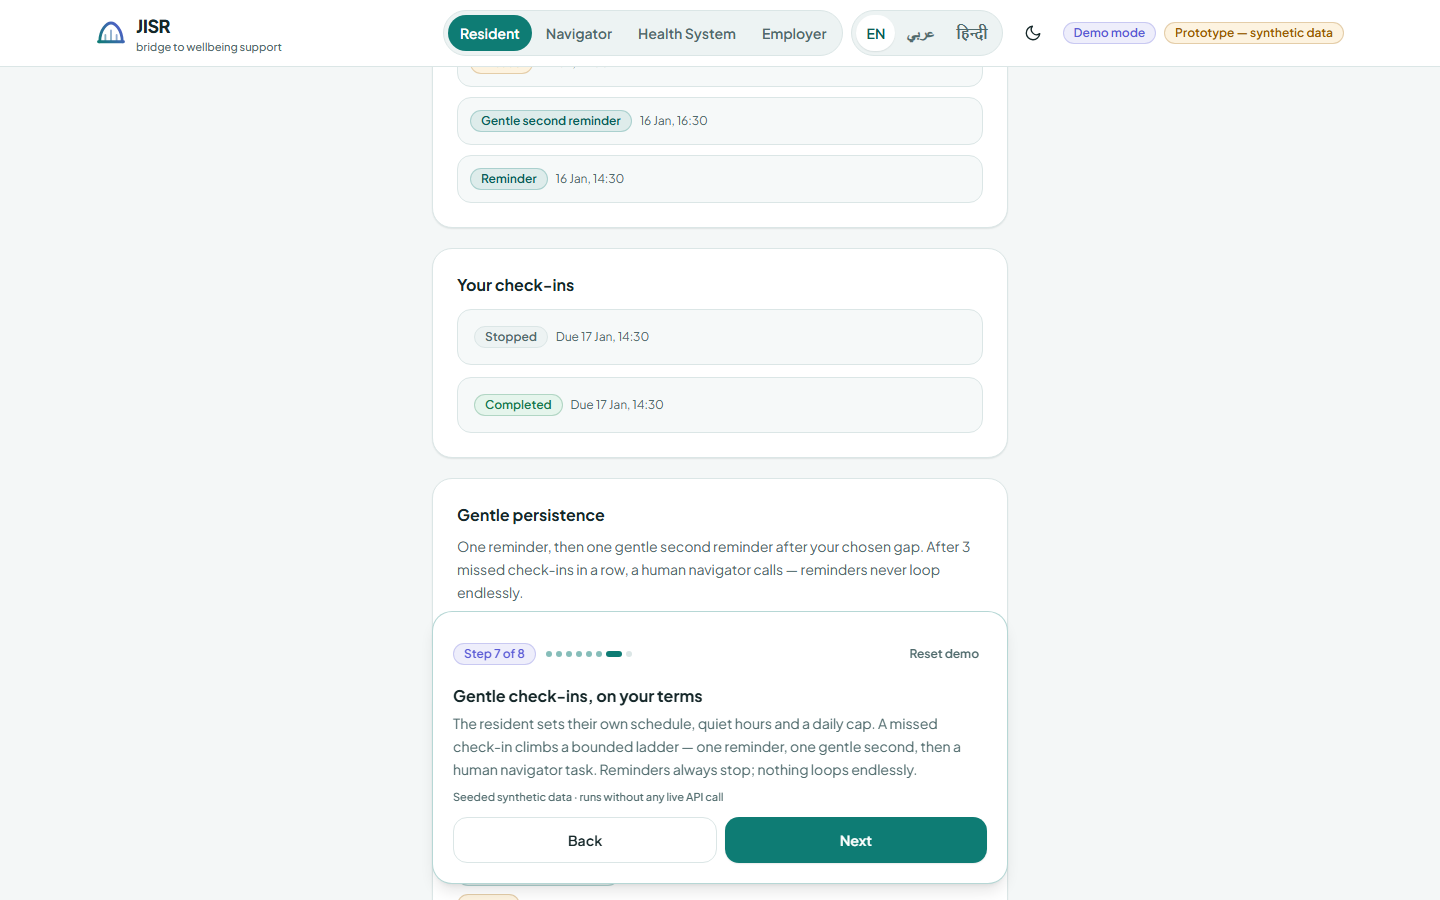 JISR
bridge to wellbeing support
Resident
Navigator
Health System
Employer
EN
عربي
हिन्दी
Demo mode
Prototype — synthetic data
Gentle second reminder
16 Jan, 16:30
Reminder
16 Jan, 14:30
Your check-ins
Stopped
Due 17 Jan, 14:30
Completed
Due 17 Jan, 14:30
Gentle persistence
One reminder, then one gentle second reminder after your chosen gap. After 3
missed check-ins in a row, a human navigator calls — reminders never loop
endlessly.
Step 7 of 8
Reset demo
Gentle check-ins, on your terms
The resident sets their own schedule, quiet hours and a daily cap. A missed
check-in climbs a bounded ladder — one reminder, one gentle second, then a
human navigator task. Reminders always stop; nothing loops endlessly.
Seeded synthetic data · runs without any live API call
Back
Next